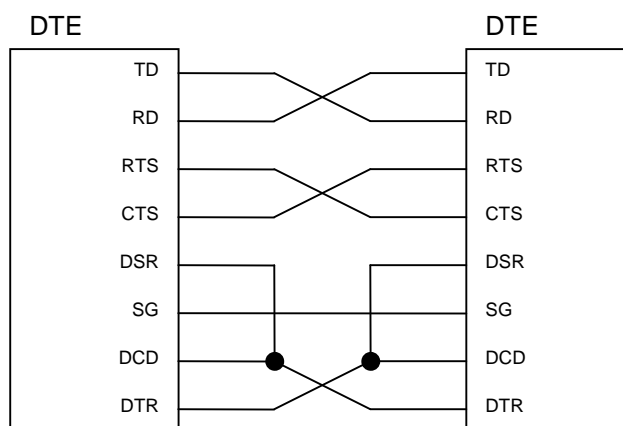 DTE DTE
TD TD
RD RD
RTS RTS
CTS CTS
DSR DSR
SG SG
DCD DCD
DTR DTR